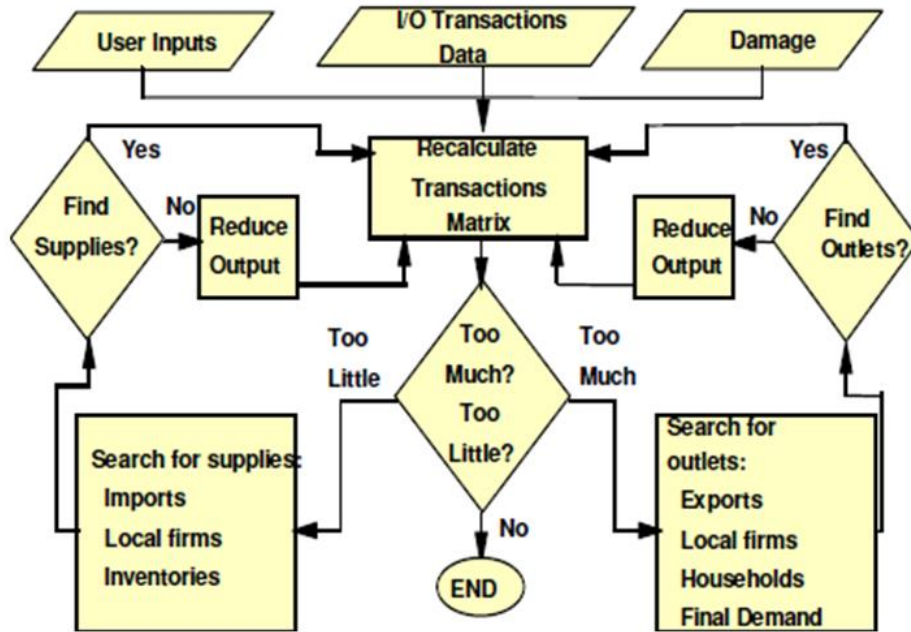 User Inputs
I/O Transactions
Data
Damage
Yes
Find
Supplies?
No
Reduce
Output
Recalculate
Transactions
Matrix
Yes
No
Reduce
Output
Find
Outlets?
Too
Little
Too
Much?
Too
Little?
Too
Much
Search for supplies:
Imports
Local firms
Inventories
No
END
Search for
outlets:
Exports
Local firms
Households
Final Demand